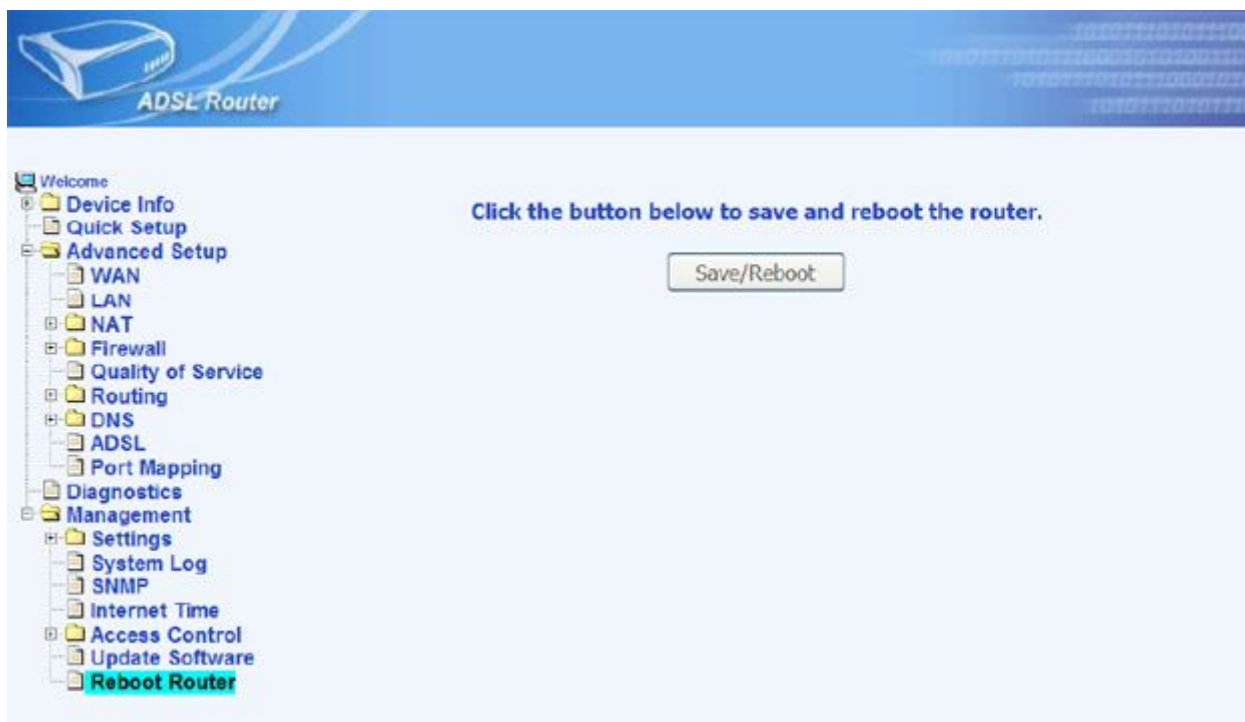 ADSL Router
Welcome
Device Info
Quick Setup
Advanced Setup
WAN
LAN
NAT
Firewall
Quality of Service
Routing
DNS
ADSL
Port Mapping
Diagnostics
Management
Settings
System Log
SNMP
Internet Time
Access Control
Update Software
Reboot Router
Click the button below to save and reboot the router.
Save/Reboot